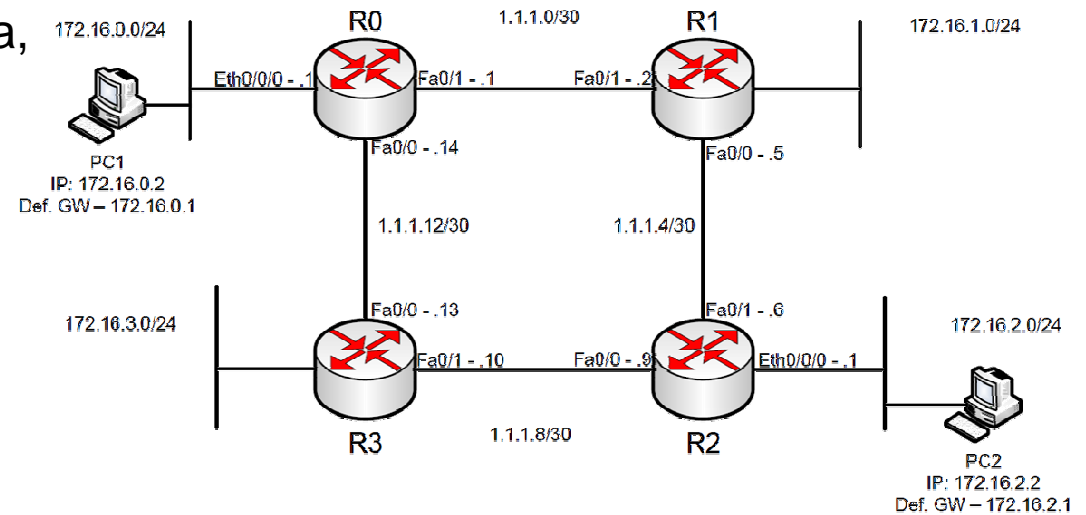 a,
172.16.0.0/24
R0
1.1.1.0/30
R1
172.16.1.0/24
Eth0/0/0 - .1
Fa0/1 - .1
Fa0/1 - .2
PC1
IP: 172.16.0.2
Def. GW – 172.16.0.1
Fa0/0 - .14
Fa0/0 - .5
1.1.1.12/30
1.1.1.4/30
172.16.3.0/24
Fa0/0 - .13
Fa0/1 - .6
172.16.2.0/24
Fa0/1 - .10
Fa0/0 - .9
Eth0/0/0 - .1
R3
1.1.1.8/30
R2
PC2
IP: 172.16.2.2
Def. GW – 172.16.2.1